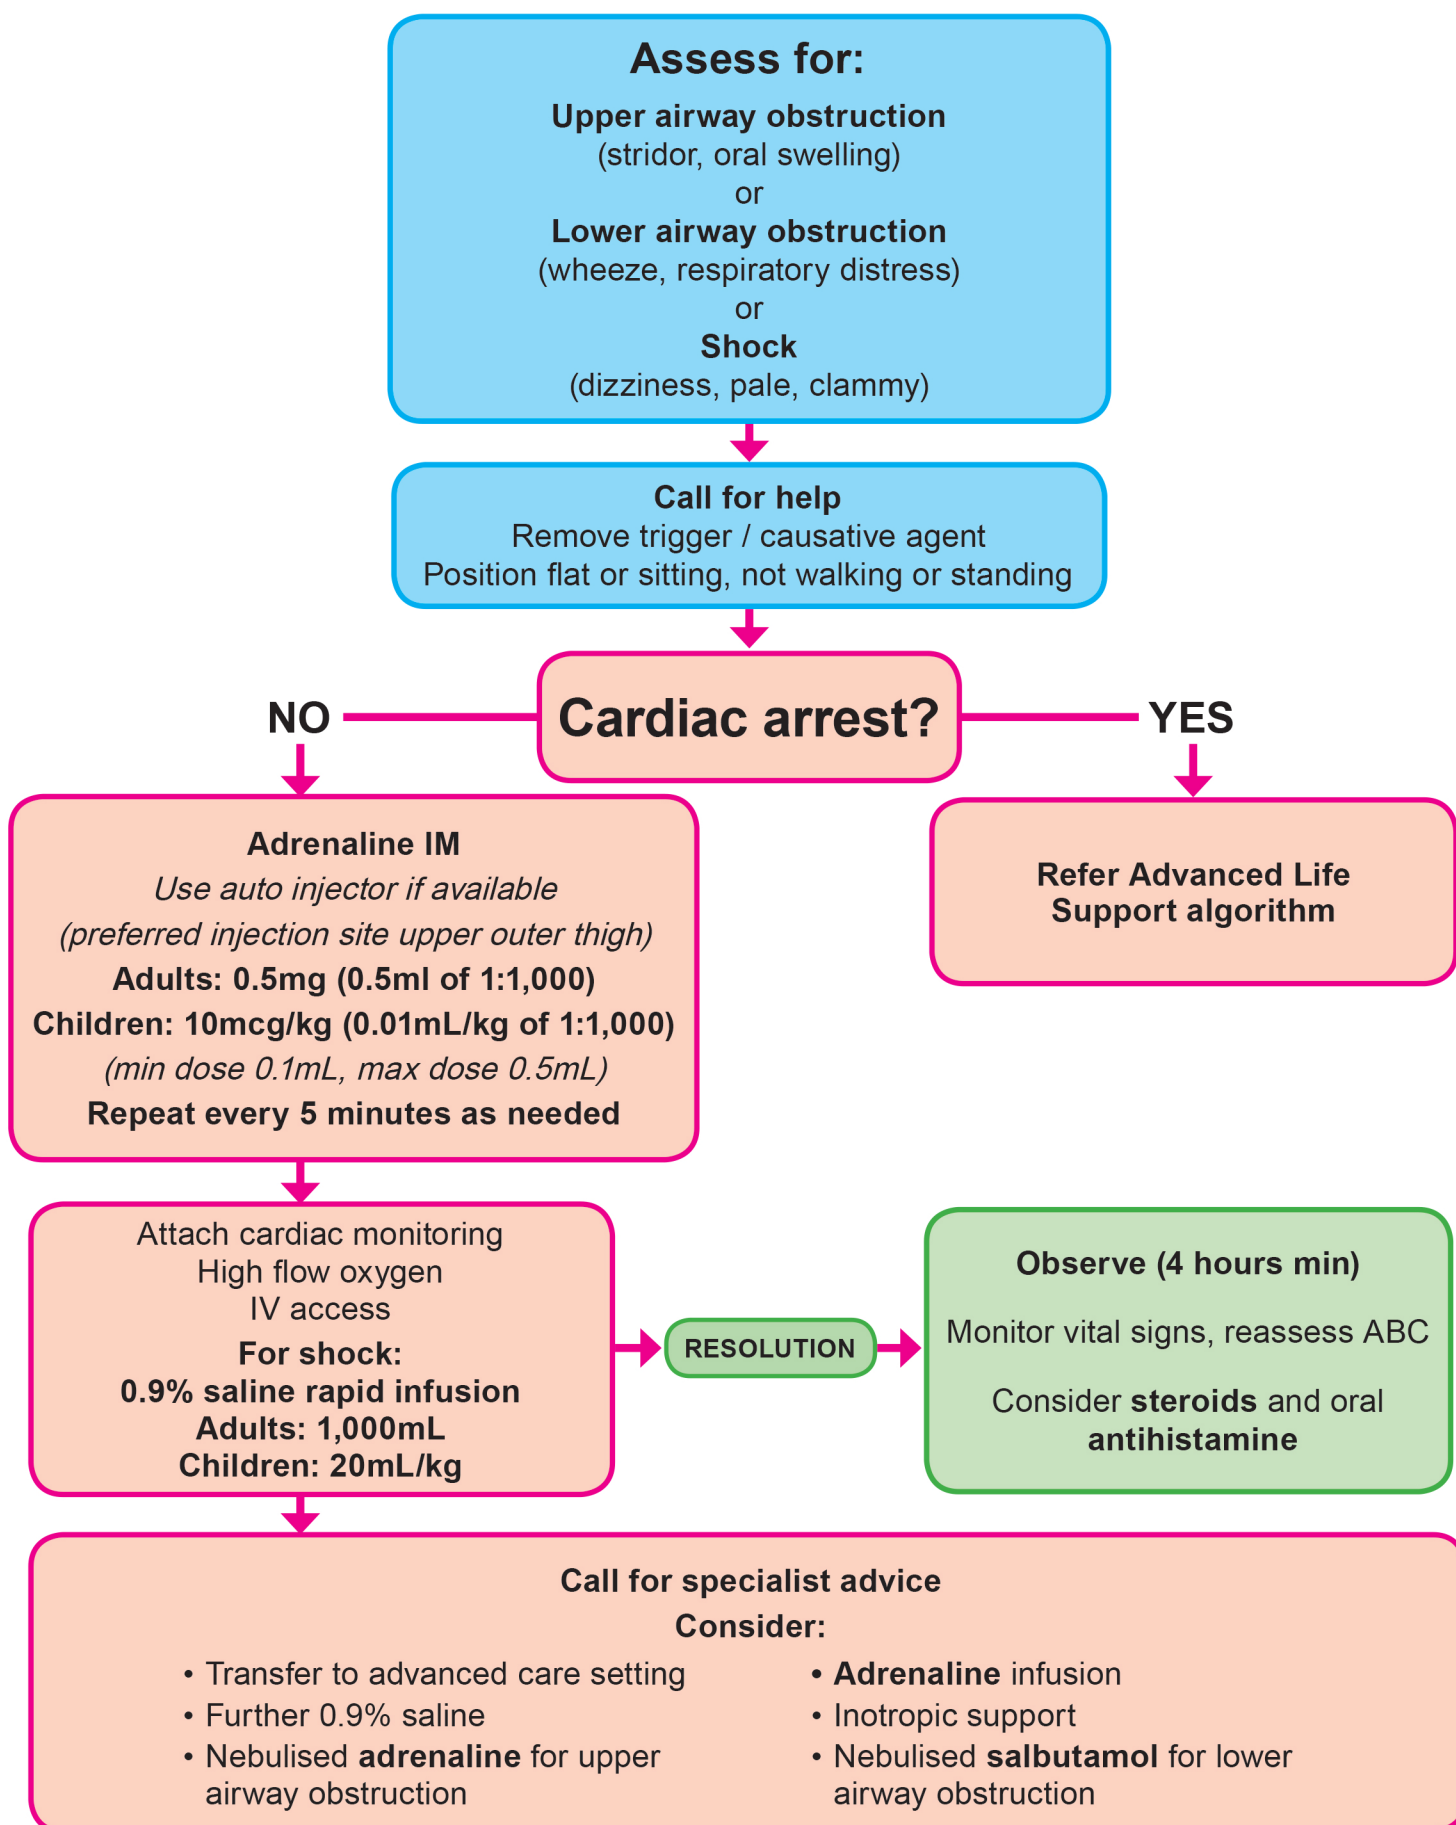 Assess for:
Upper airway obstruction
(stridor, oral swelling)
or
Lower airway obstruction
(wheeze, respiratory distress)
or
Shock
(dizziness, pale, clammy)
Call for help
Remove trigger / causative agent
Position flat or sitting, not walking or standing
Cardiac arrest?
NO
YES
Adrenaline IM
Use auto injector if available
(preferred injection site upper outer thigh)
Adults: 0.5mg (0.5ml of 1:1,000)
Children: 10mcg/kg (0.01mL/kg of 1:1,000)
(min dose 0.1mL, max dose 0.5mL)
Repeat every 5 minutes as needed
Refer Advanced Life
Support algorithm
Attach cardiac monitoring
High flow oxygen
IV access
For shock:
0.9% saline rapid infusion
Adults: 1,000mL
Children: 20mL/kg
RESOLUTION
Observe (4 hours min)
Monitor vital signs, reassess ABC
Consider steroids and oral
antihistamine
Call for specialist advice
Consider:
• Transfer to advanced care setting
• Further 0.9% saline
• Nebulised adrenaline for upper
airway obstruction
• Adrenaline infusion
• Inotropic support
• Nebulised salbutamol for lower
airway obstruction